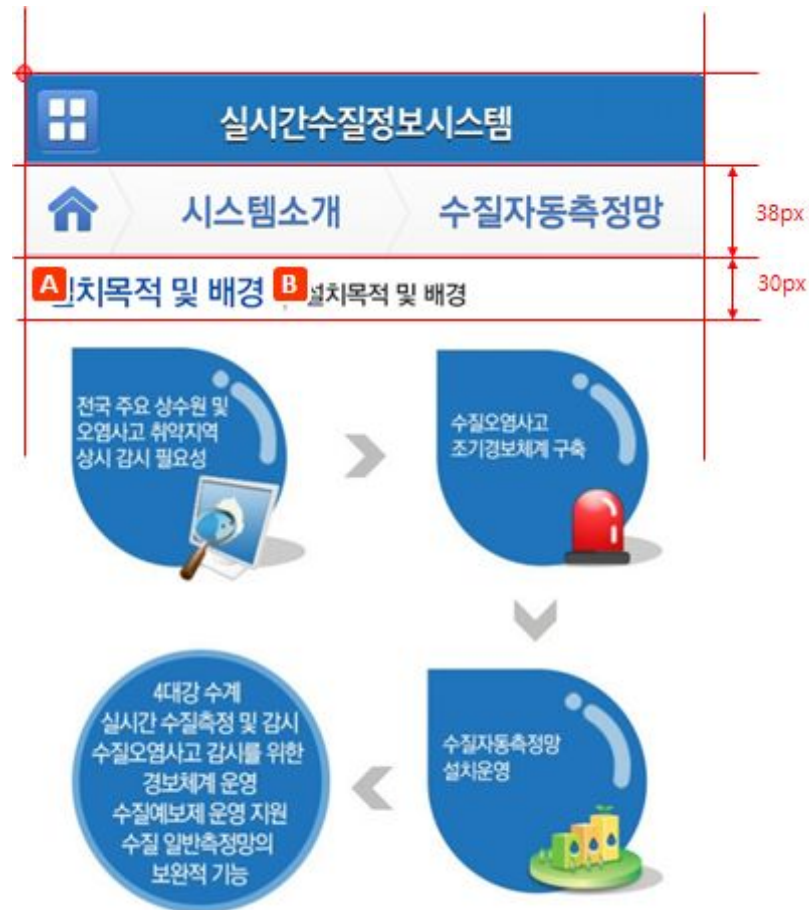 실시간수질정보시스템
시스템소개 수질자동측정망
38px
A 치목적 및 배경 B 설치목적 및 배경
30px
전국 주요 상수원 및
오염사고 취약지역
상시 감시 필요성
수질오염사고
조기경보체계 구축
4대강 수계
실시간 수질측정 및 감시
수질오염사고 감시를 위한
경보체계 운영
수질예보제 운영 지원
수질 일반측정망의
보완적 기능
수질자동측정망
설치운영